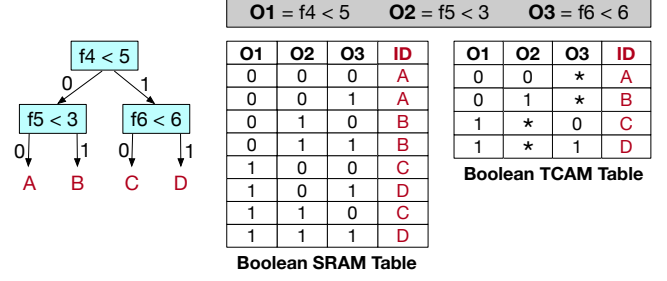 O1 = f4 < 5 O2 = f5 < 3 O3 = f6 < 6
f4 < 5
0 1
f5 < 3 f6 < 6
0 1 0 1
A B C D
O1 O2 O3 ID
0 0 0 A
0 0 1 A
0 1 0 B
0 1 1 B
1 0 0 C
1 0 1 D
1 1 0 C
1 1 1 D
Boolean SRAM Table
O1 O2 O3 ID
0 0 * A
0 1 * B
1 * 0 C
1 * 1 D
Boolean TCAM Table